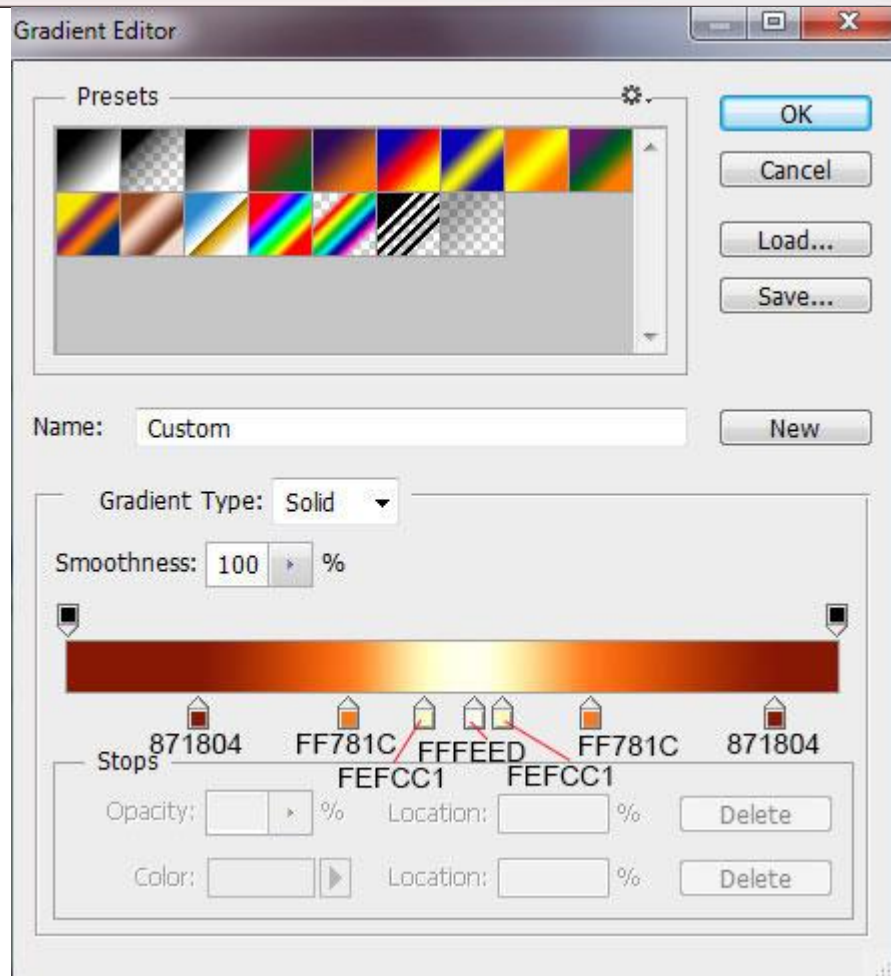 Gradient Editor
Presets
OK
Cancel
Load...
Save...
Name: Custom
New
Gradient Type: Solid
Smoothness: 100 %
871804 FF781C FFFEED FF781C 871804
FEFCC1 FEFCC1
Stops
Opacity: % Location: % Delete
Color: Location: % Delete